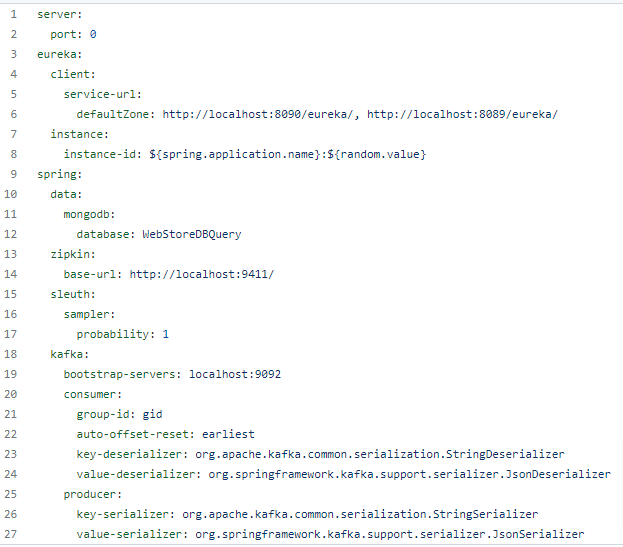 1 server:
2   port: 0
3 eureka:
4   client:
5     service-url:
6       defaultZone: http://localhost:8090/eureka/, http://localhost:8089/eureka/
7   instance:
8     instance-id: ${spring.application.name}:${random.value}
9 spring:
10   data:
11     mongodb:
12       database: WebStoreDBQuery
13   zipkin:
14     base-url: http://localhost:9411/
15   sleuth:
16     sampler:
17       probability: 1
18   kafka:
19     bootstrap-servers: localhost:9092
20     consumer:
21       group-id: gid
22       auto-offset-reset: earliest
23       key-deserializer: org.apache.kafka.common.serialization.StringDeserializer
24       value-deserializer: org.springframework.kafka.support.serializer.JsonDeserializer
25     producer:
26       key-serializer: org.apache.kafka.common.serialization.StringSerializer
27       value-serializer: org.springframework.kafka.support.serializer.JsonSerializer